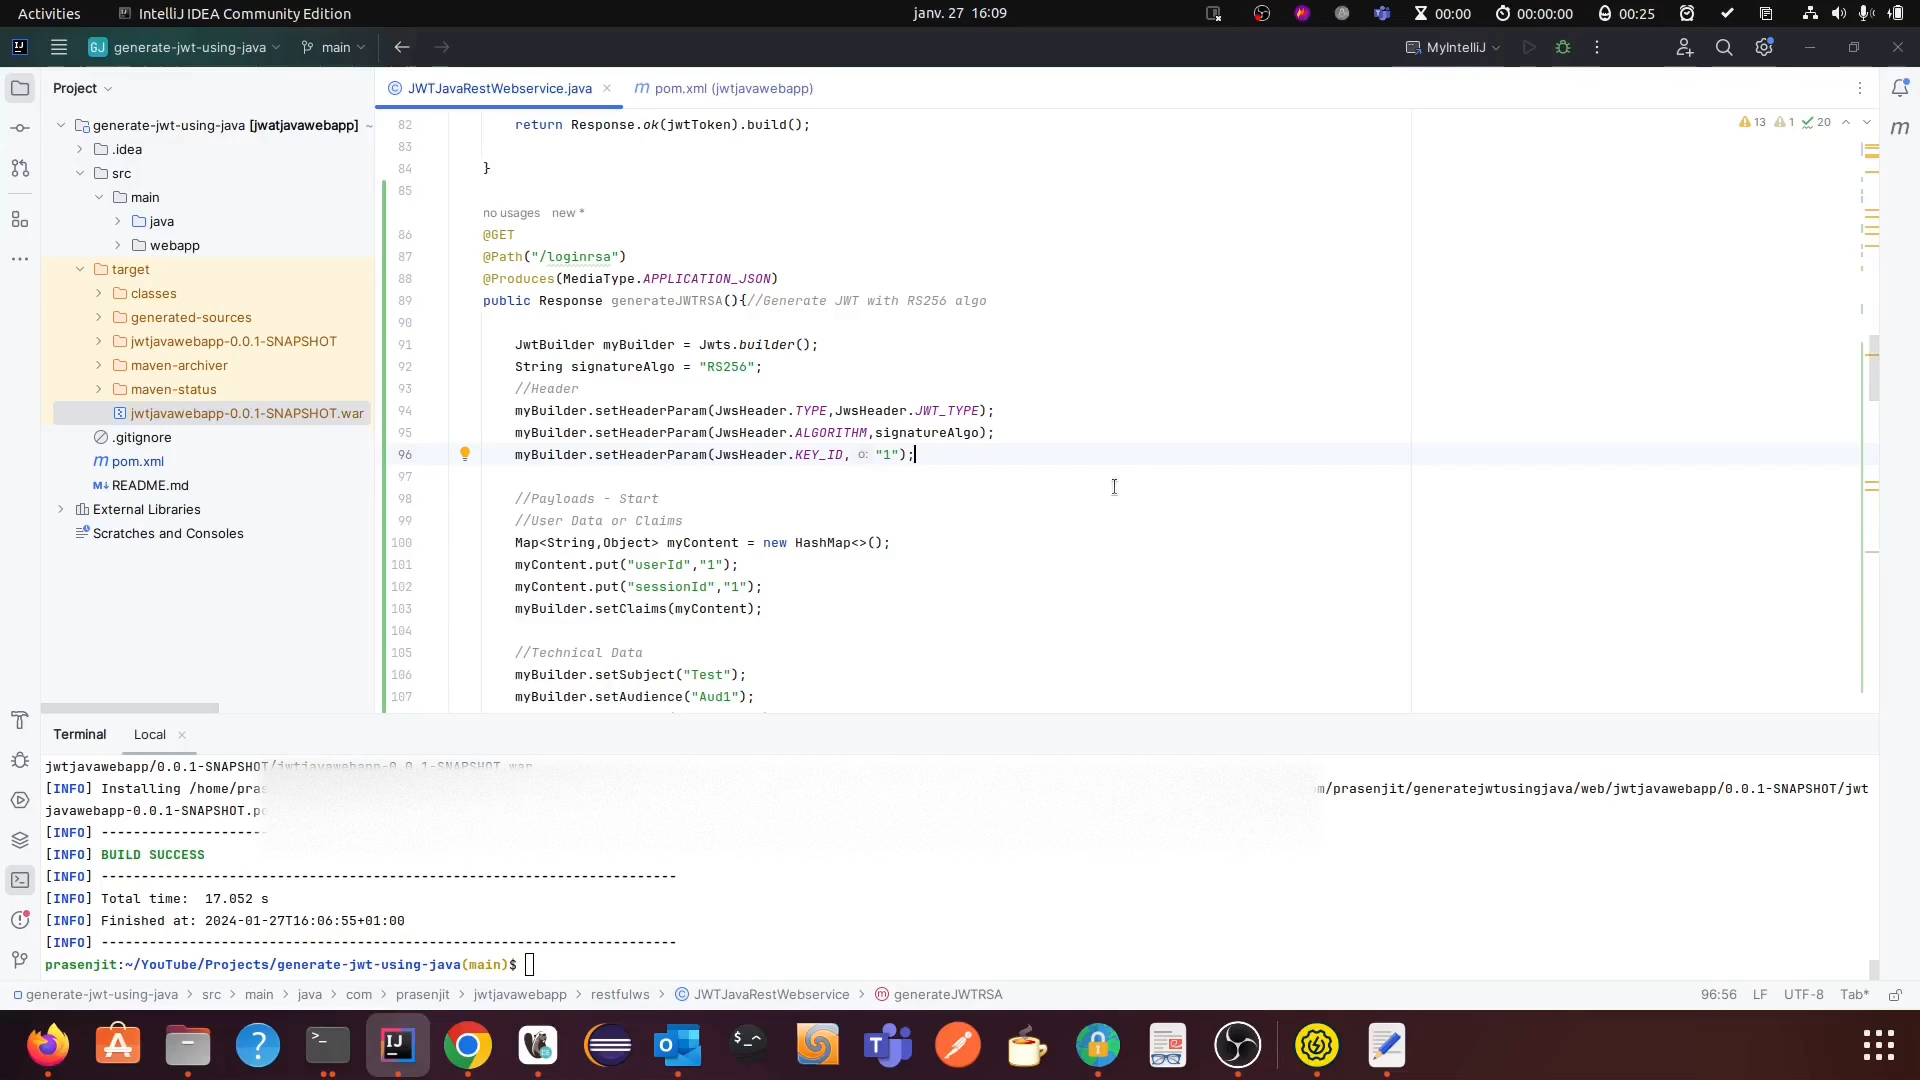 Activities
IntelliJ IDEA Community Edition
janv. 27  16:09
00:00
00:00:00
00:25
GJ generate-jwt-using-java
main
MyIntelliJ
Project
JWTJavaRestWebservice.java
pom.xml (jwtjavawebapp)
generate-jwt-using-java [jwatjavawebapp] ~
.idea
src
main
java
webapp
target
classes
generated-sources
jwtjavawebapp-0.0.1-SNAPSHOT
maven-archiver
maven-status
jwtjavawebapp-0.0.1-SNAPSHOT.war
.gitignore
pom.xml
README.md
External Libraries
Scratches and Consoles
13 1 20
82 return Response.ok(jwtToken).build();
83
84 }
85
no usages new *
86 @GET
87 @Path("/loginrsa")
88 @Produces(MediaType.APPLICATION_JSON)
89 public Response generateJWTRSA(){//Generate JWT with RS256 algo
90
91 JwtBuilder myBuilder = Jwts.builder();
92 String signatureAlgo = "RS256";
93 //Header
94 myBuilder.setHeaderParam(JwsHeader.TYPE,JwsHeader.JWT_TYPE);
95 myBuilder.setHeaderParam(JwsHeader.ALGORITHM,signatureAlgo);
96 myBuilder.setHeaderParam(JwsHeader.KEY_ID, o: "1");
97
98 //Payloads - Start
99 //User Data or Claims
100 Map<String,Object> myContent = new HashMap<>();
101 myContent.put("userId","1");
102 myContent.put("sessionId","1");
103 myBuilder.setClaims(myContent);
104
105 //Technical Data
106 myBuilder.setSubject("Test");
107 myBuilder.setAudience("Aud1");
Terminal
Local
jwtjavawebapp/0.0.1-SNAPSHOT/jwtjavawebapp-0.0.1-SNAPSHOT.war
[INFO] Installing /home/pras m/prasenjit/generatejwtusingjava/web/jwtjavawebapp/0.0.1-SNAPSHOT/jwt
javawebapp-0.0.1-SNAPSHOT.po
[INFO] ---------------------
[INFO] BUILD SUCCESS
[INFO] ------------------------------------------------------------------------
[INFO] Total time:  17.052 s
[INFO] Finished at: 2024-01-27T16:06:55+01:00
[INFO] ------------------------------------------------------------------------
prasenjit:~/YouTube/Projects/generate-jwt-using-java(main)$
generate-jwt-using-java > src > main > java > com > prasenjit > jwtjavawebapp > restfulws > JWTJavaRestWebservice > generateJWTRSA
96:56 LF UTF-8 Tab*